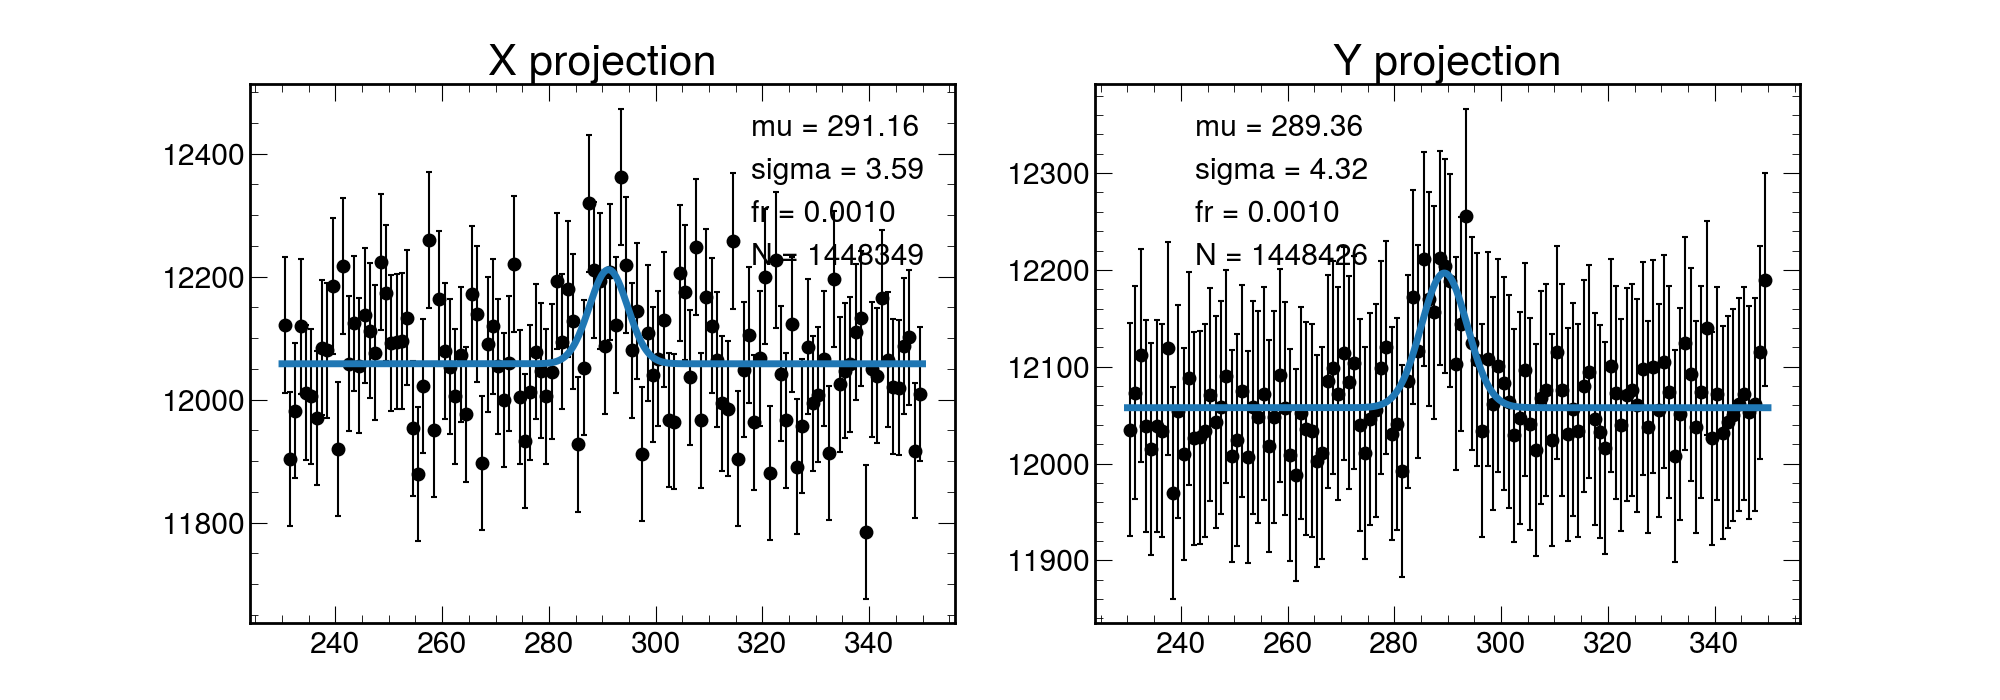 X projection
mu = 291.16
sigma = 3.59
fr = 0.0010
N = 1448349
12400
12200
12000
11800
240 260 280 300 320 340
Y projection
mu = 289.36
sigma = 4.32
fr = 0.0010
N = 1448426
12300
12200
12100
12000
11900
240 260 280 300 320 340